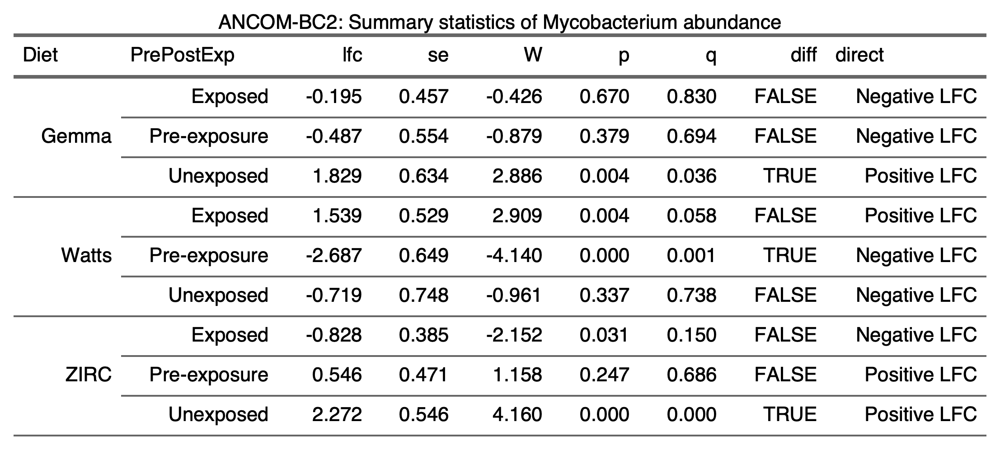 ANCOM-BC2: Summary statistics of Mycobacterium abundance
Diet PrePostExp lfc se W p q diff direct
Exposed -0.195 0.457 -0.426 0.670 0.830 FALSE Negative LFC
Gemma Pre-exposure -0.487 0.554 -0.879 0.379 0.694 FALSE Negative LFC
Unexposed 1.829 0.634 2.886 0.004 0.036 TRUE Positive LFC
Exposed 1.539 0.529 2.909 0.004 0.058 FALSE Positive LFC
Watts Pre-exposure -2.687 0.649 -4.140 0.000 0.001 TRUE Negative LFC
Unexposed -0.719 0.748 -0.961 0.337 0.738 FALSE Negative LFC
Exposed -0.828 0.385 -2.152 0.031 0.150 FALSE Negative LFC
ZIRC Pre-exposure 0.546 0.471 1.158 0.247 0.686 FALSE Positive LFC
Unexposed 2.272 0.546 4.160 0.000 0.000 TRUE Positive LFC